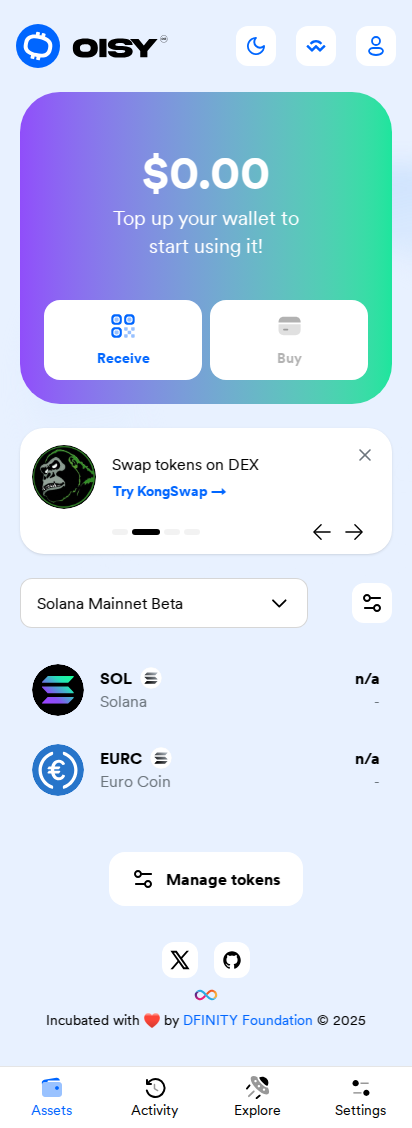 OISY
$0.00
Top up your wallet to
start using it!
Receive
Buy
Swap tokens on DEX
Try KongSwap →
Solana Mainnet Beta
SOL
n/a
Solana
-
EURC
n/a
Euro Coin
-
Manage tokens
Incubated with ❤️ by DFINITY Foundation © 2025
Assets
Activity
Explore
Settings